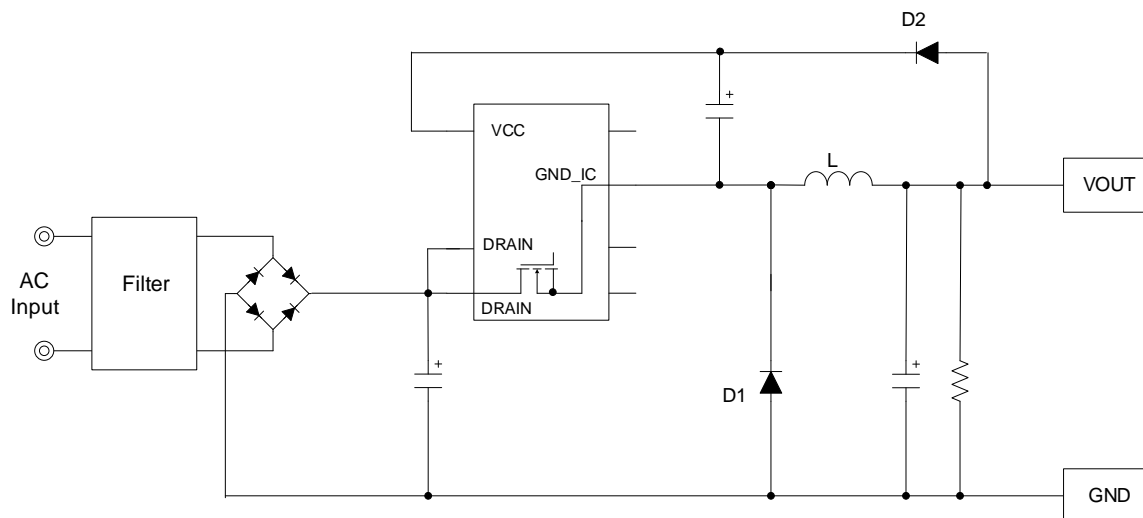 D2
+
VCC
GND_IC
L
VOUT
DRAIN
AC
Input
Filter
DRAIN
+
D1
+
GND